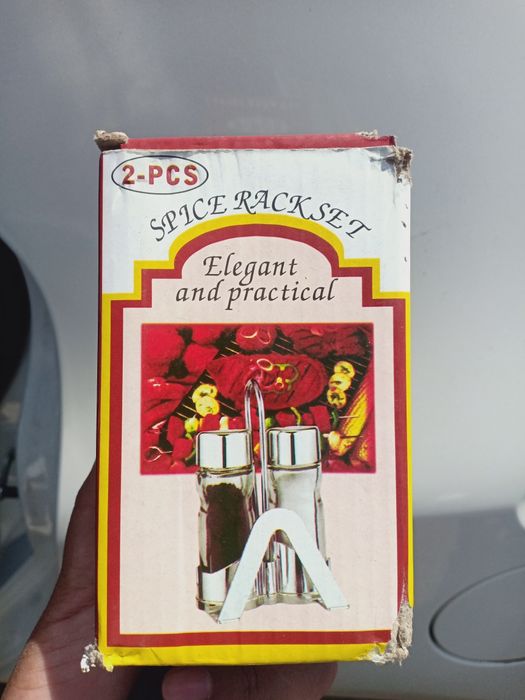 2-PCS
SPICE RACK SET
Elegant
and practical